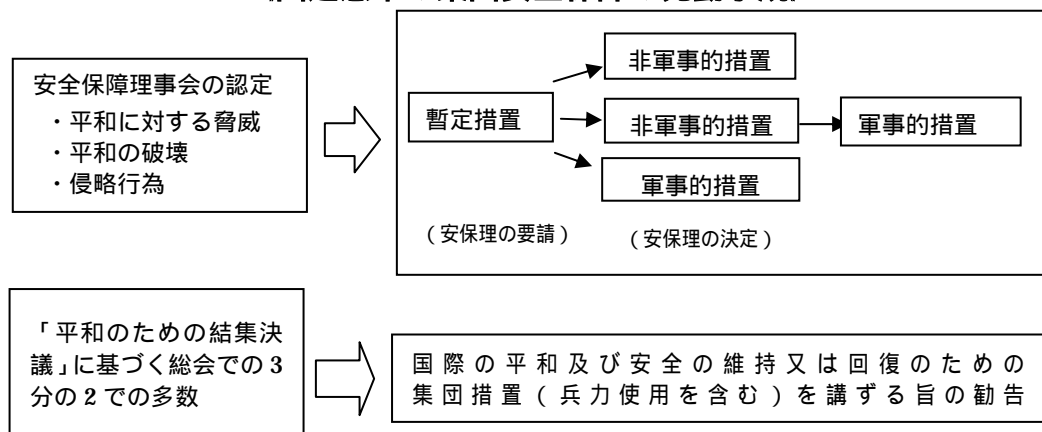 安全保障理事会の認定
・平和に対する脅威
・平和の破壊
・侵略行為
暫定措置
非軍事的措置
非軍事的措置
軍事的措置
軍事的措置
(安保理の要請)
(安保理の決定)
「平和のための結集決
議」に基づく総会での3
分の2での多数
国際の平和及び安全の維持又は回復のための
集団措置(兵力使用を含む)を講ずる旨の勧告